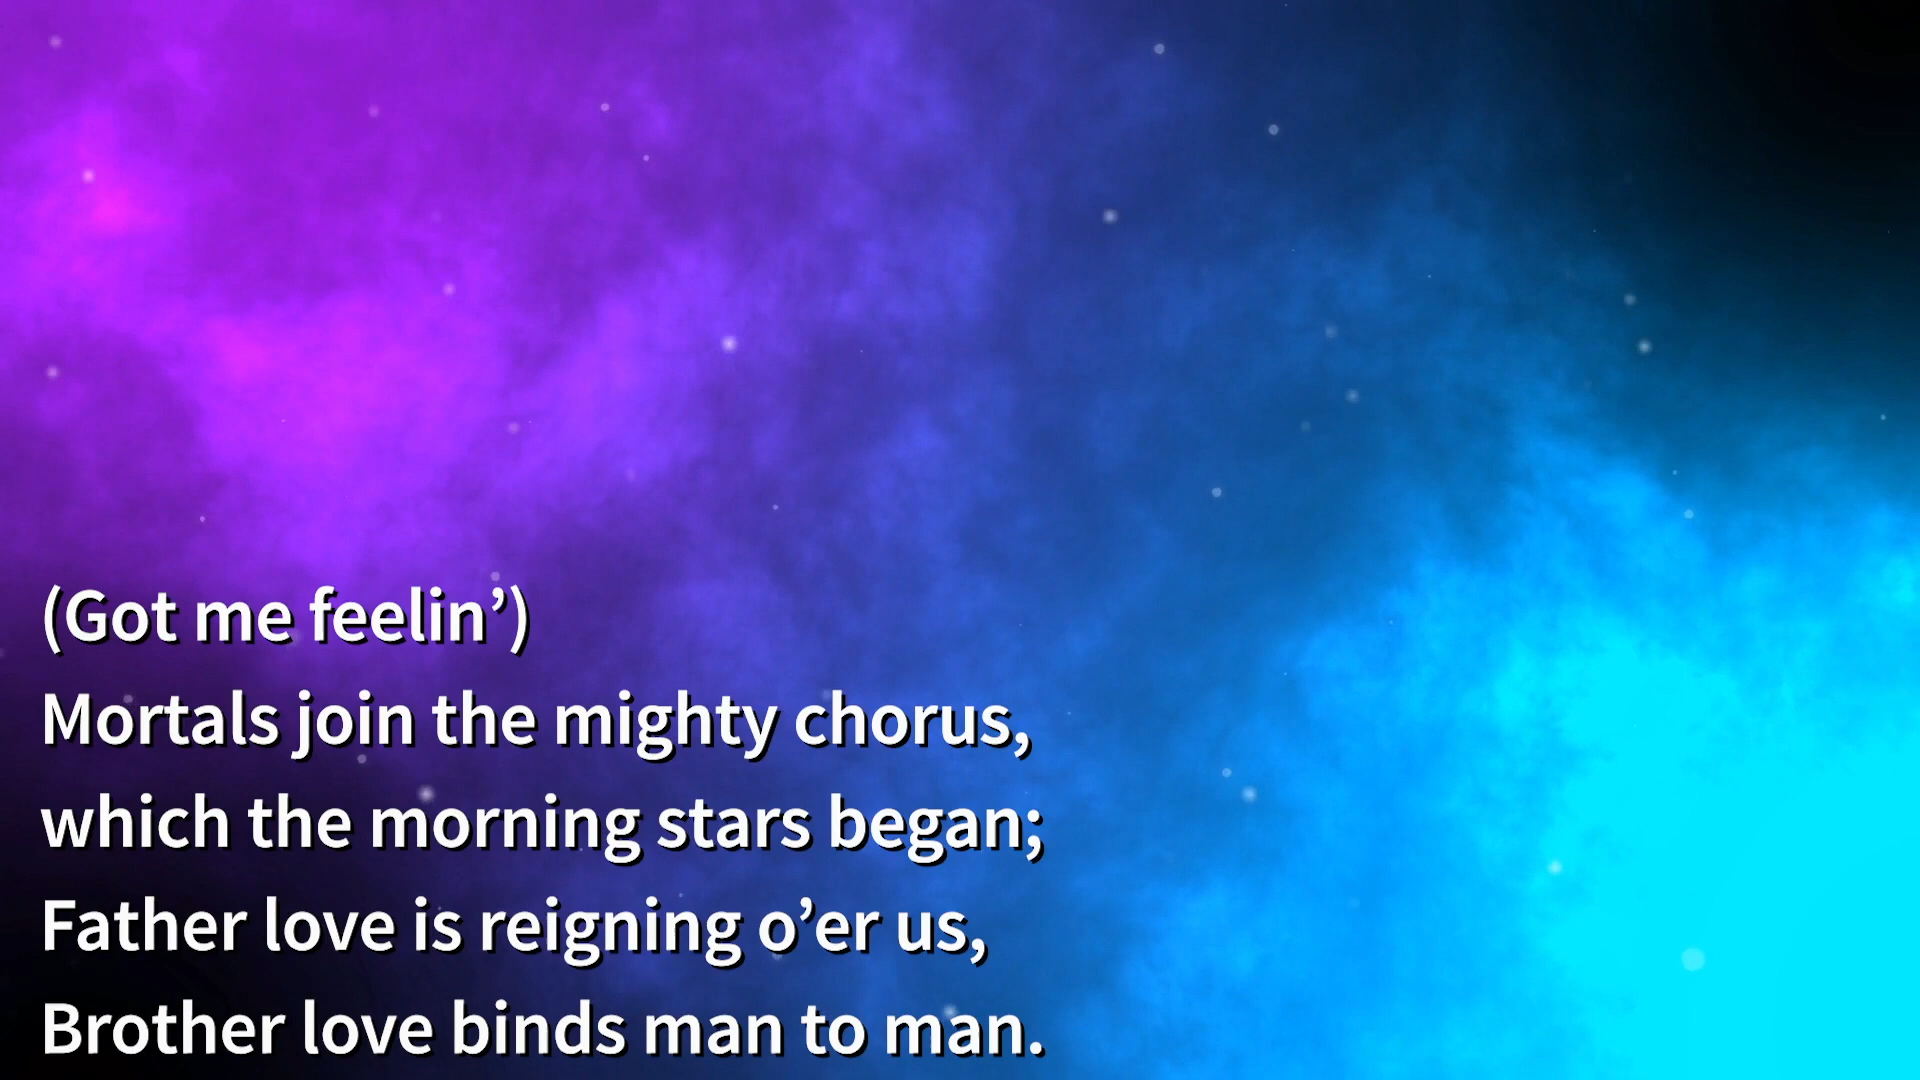 (Got me feelin’)
Mortals join the mighty chorus,
which the morning stars began;
Father love is reigning o’er us,
Brother love binds man to man.